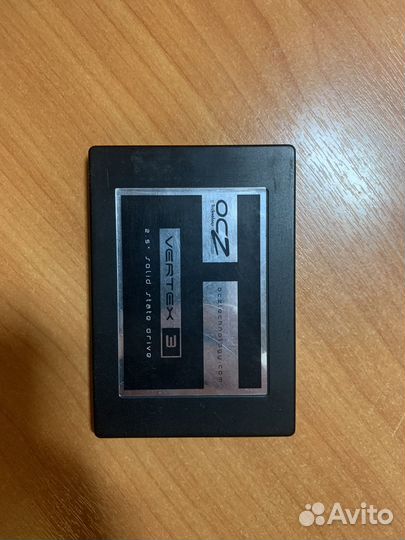 OCZ
Technology
VERTEX 3
2.5" solid state drive
ocztechnology.com
Avito